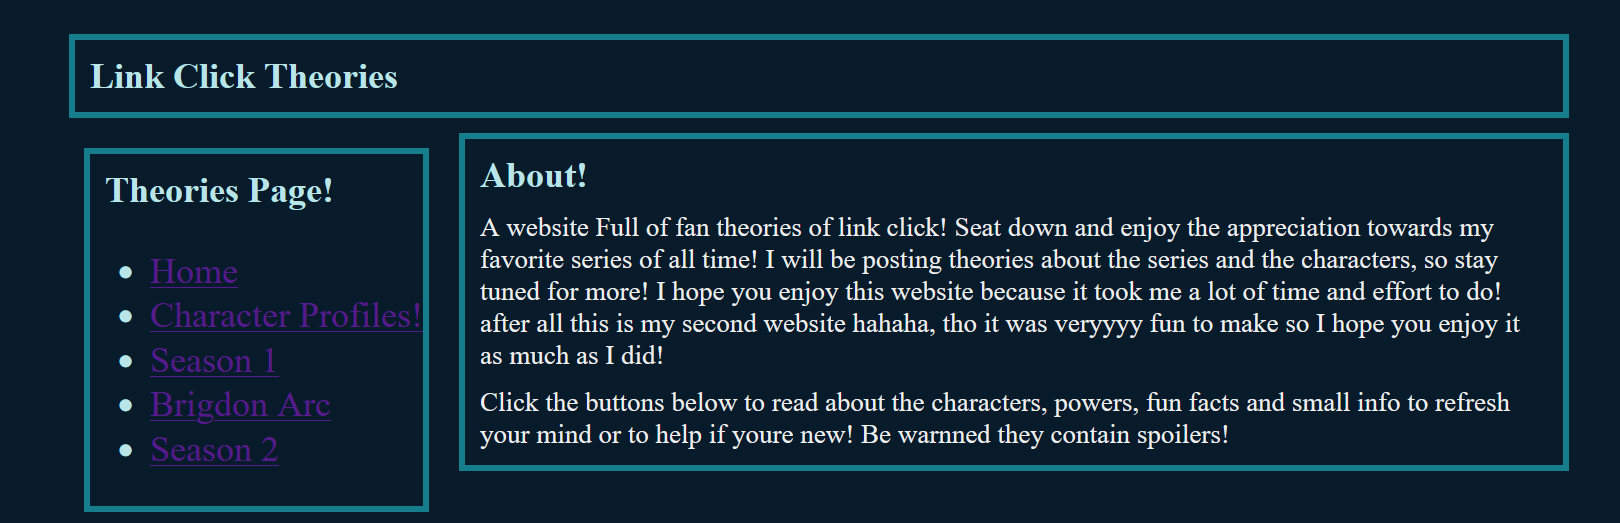 Link Click Theories
Theories Page!
Home
Character Profiles!
Season 1
Brigdon Arc
Season 2
About!
A website Full of fan theories of link click! Seat down and enjoy the appreciation towards my
favorite series of all time! I will be posting theories about the series and the characters, so stay
tuned for more! I hope you enjoy this website because it took me a lot of time and effort to do!
after all this is my second website hahaha, tho it was veryyyy fun to make so I hope you enjoy it
as much as I did!
Click the buttons below to read about the characters, powers, fun facts and small info to refresh
your mind or to help if youre new! Be warnned they contain spoilers!